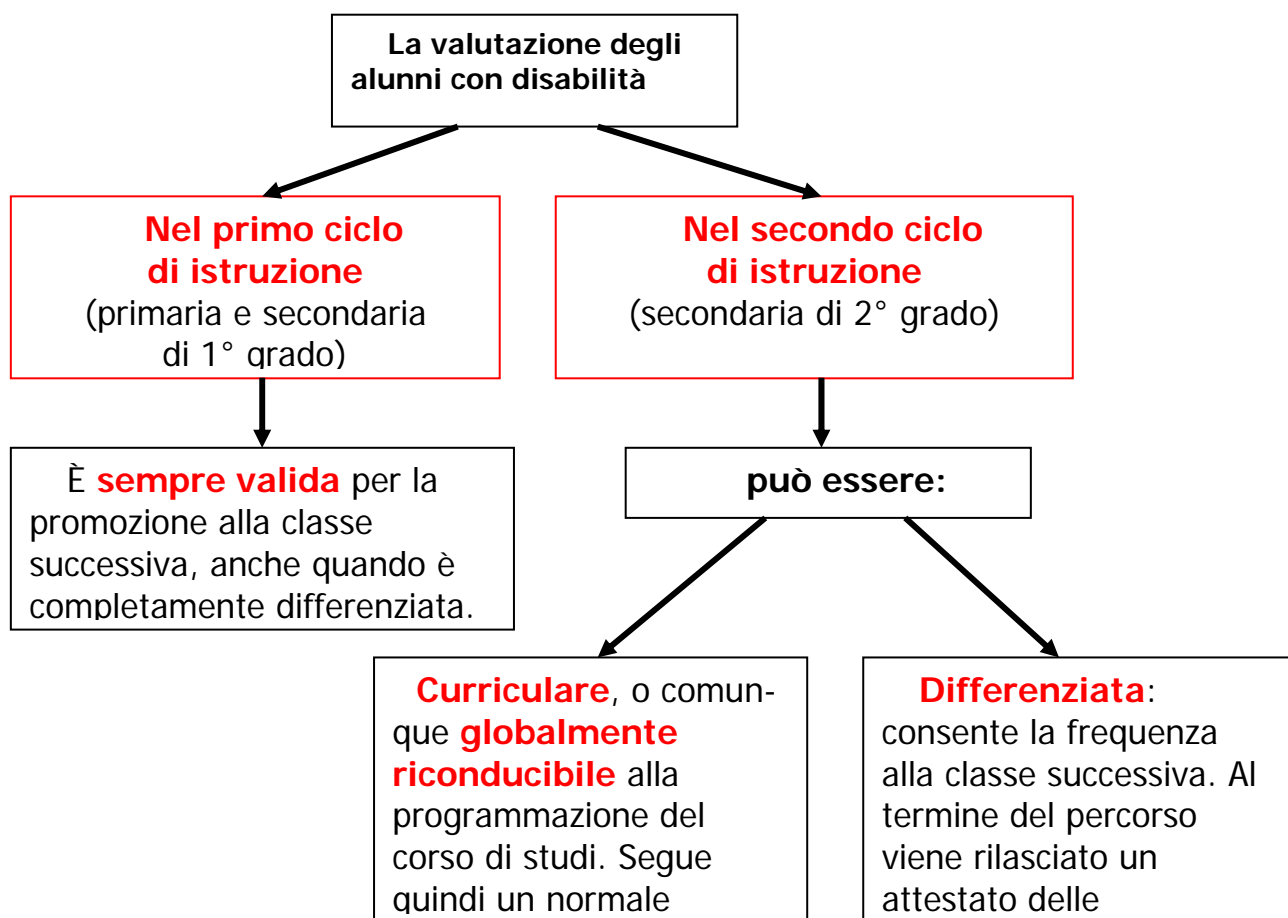 La valutazione degli
alunni con disabilità
Nel primo ciclo
di istruzione
(primaria e secondaria
di 1° grado)
Nel secondo ciclo
di istruzione
(secondaria di 2° grado)
È sempre valida per la
promozione alla classe
successiva, anche quando è
completamente differenziata.
può essere:
Curriculare, o comun-
que globalmente
riconducibile alla
programmazione del
corso di studi. Segue
quindi un normale
Differenziata:
consente la frequenza
alla classe successiva. Al
termine del percorso
viene rilasciato un
attestato delle